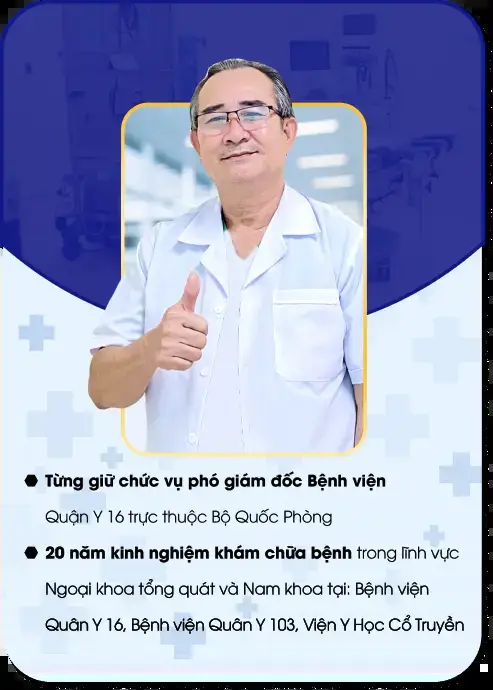 Từng giữ chức vụ phó giám đốc Bệnh viện
Quận Y 16 trực thuộc Bộ Quốc Phòng
20 năm kinh nghiệm khám chữa bệnh trong lĩnh vực
Ngoại khoa tổng quát và Nam khoa tại: Bệnh viện
Quân Y 16, Bệnh viện Quân Y 103, Viện Y Học Cổ Truyền